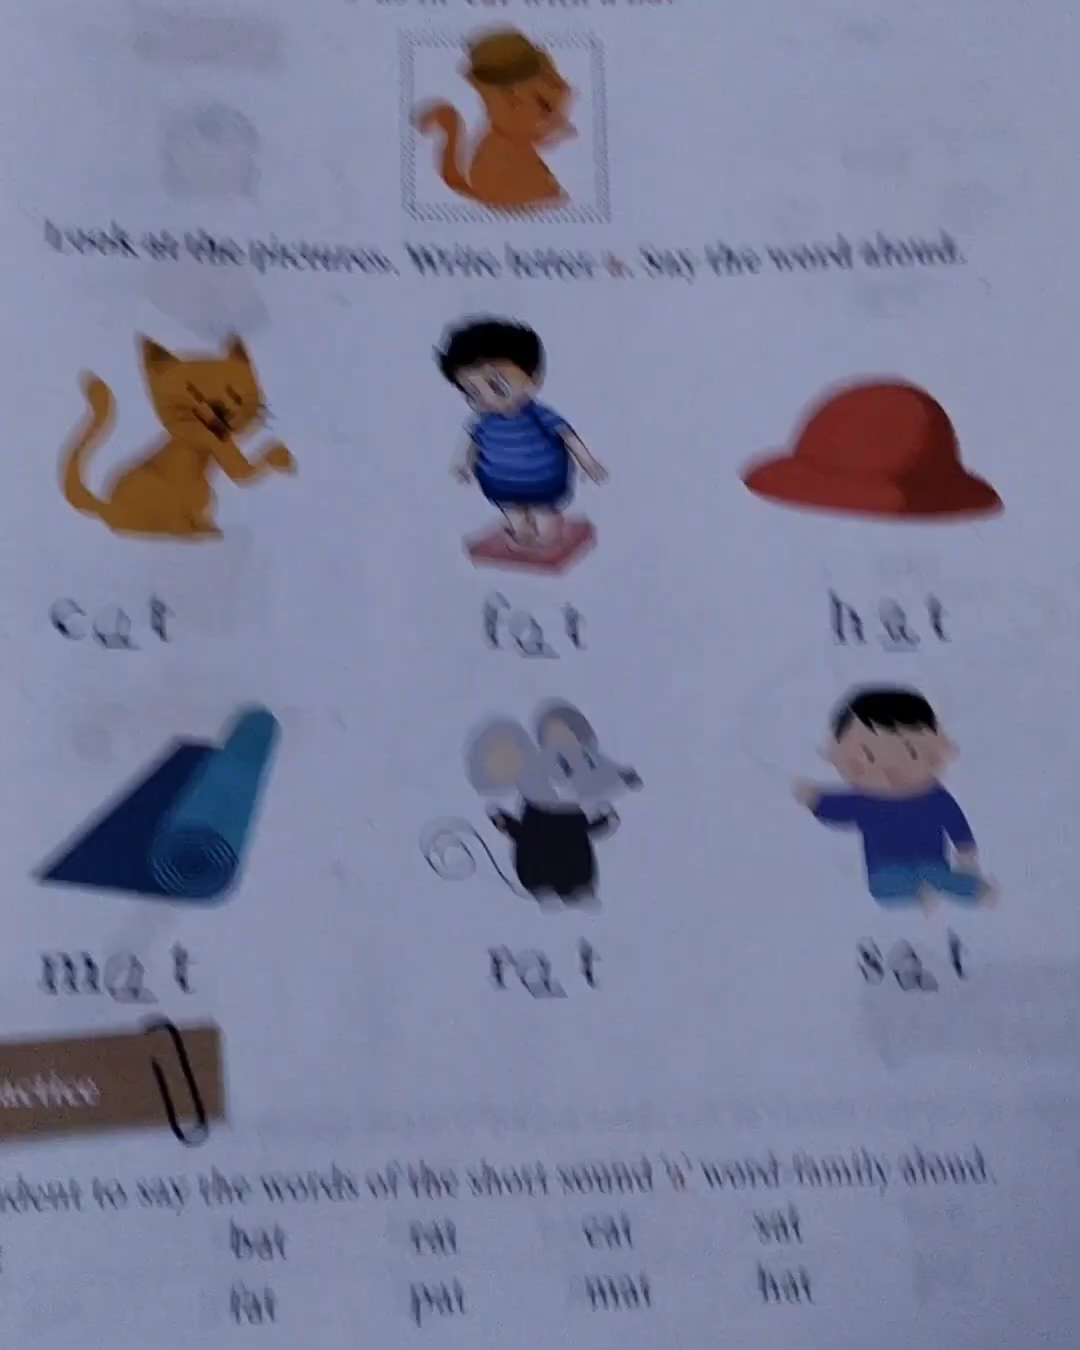 Look at the pictures. Write letter a. Say the word aloud.
cat fat hat
mat rat sat
to say the words of the short sound 'a' word family aloud.
bat rat cat sat
fat pat mat hat